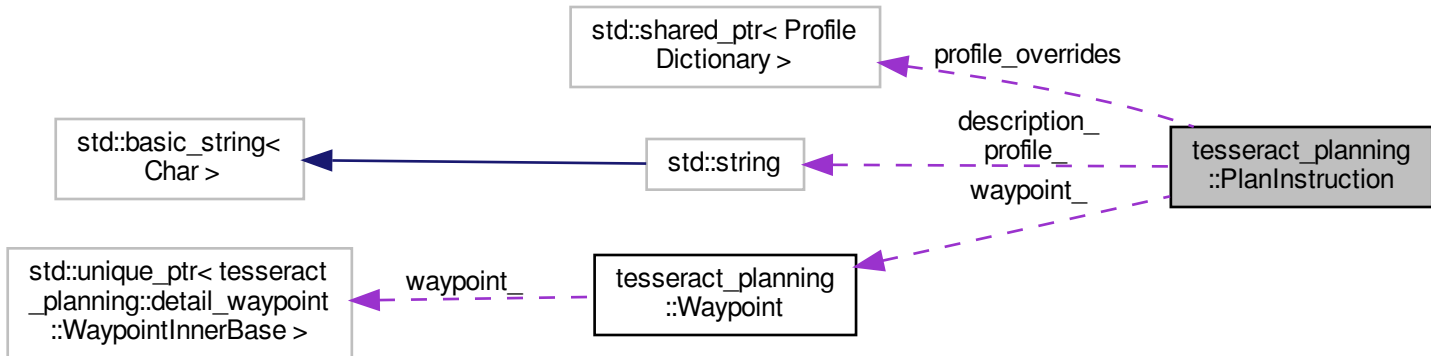 std::shared_ptr< Profile
Dictionary >
profile_overrides
std::basic_string<
Char >
std::string
description_
profile_
tesseract_planning
::PlanInstruction
waypoint_
std::unique_ptr< tesseract
_planning::detail_waypoint
::WaypointInnerBase >
waypoint_
tesseract_planning
::Waypoint